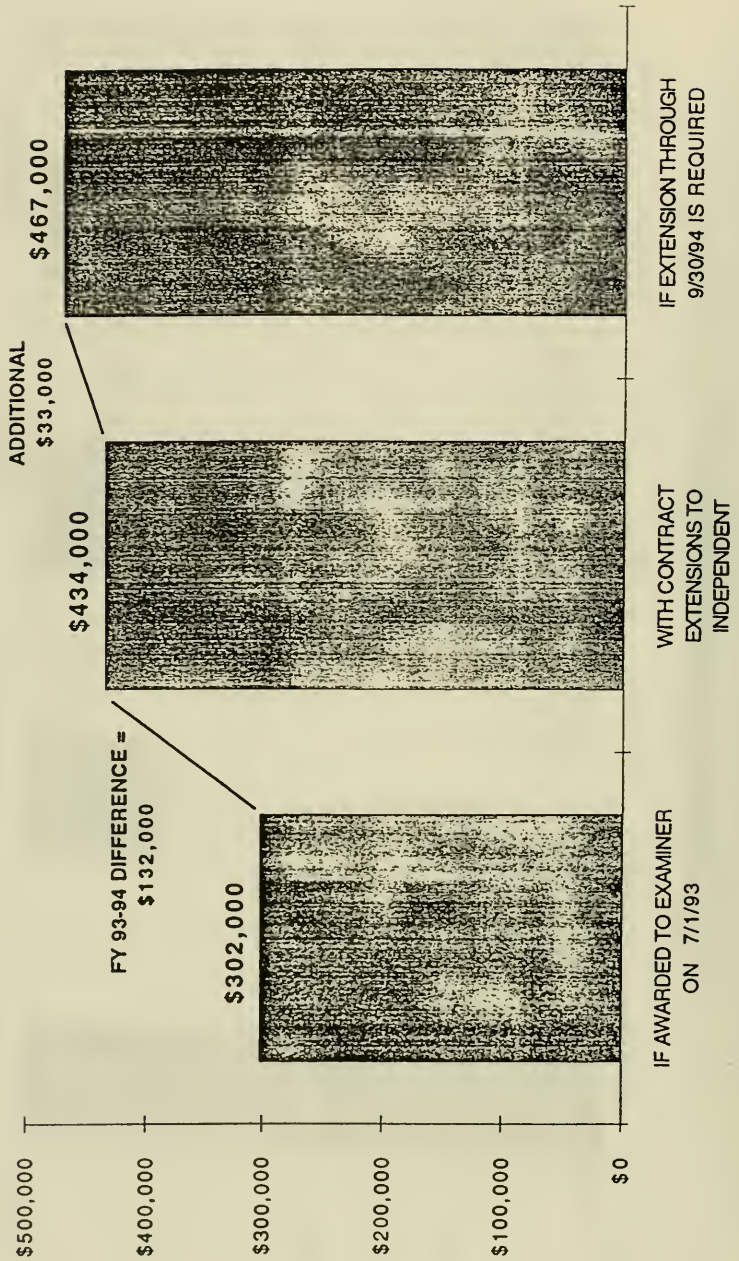 $500,000
$400,000
$300,000
$200,000
$100,000
$0
FY 93-94 DIFFERENCE =
$132,000
$302,000
$434,000
ADDITIONAL
$33,000
$467,000
IF AWARDED TO EXAMINER
ON 7/1/93
WITH CONTRACT
EXTENSIONS TO
INDEPENDENT
IF EXTENSION THROUGH
9/30/94 IS REQUIRED